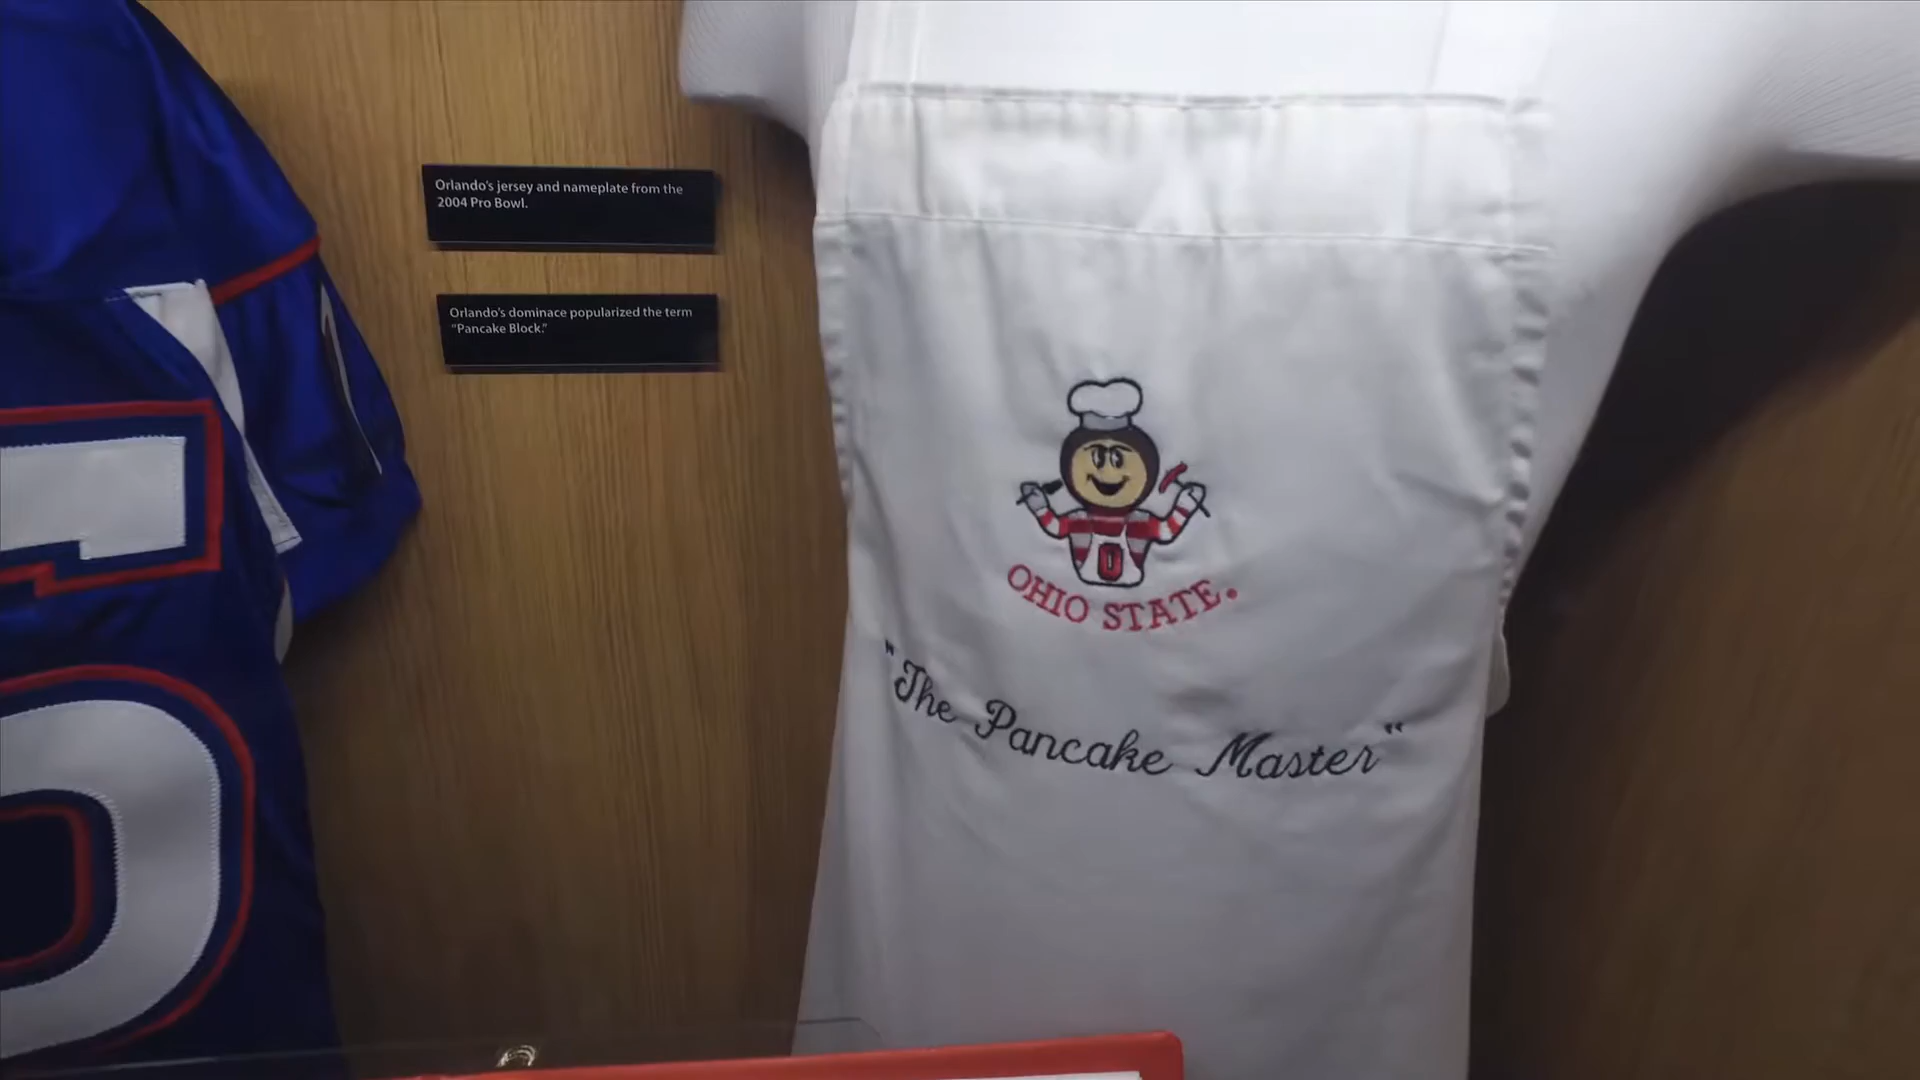 Orlando's jersey and nameplate from the
2004 Pro Bowl.
Orlando's dominace popularized the term
"Pancake Block."
O
OHIO STATE.
"The Pancake Master"